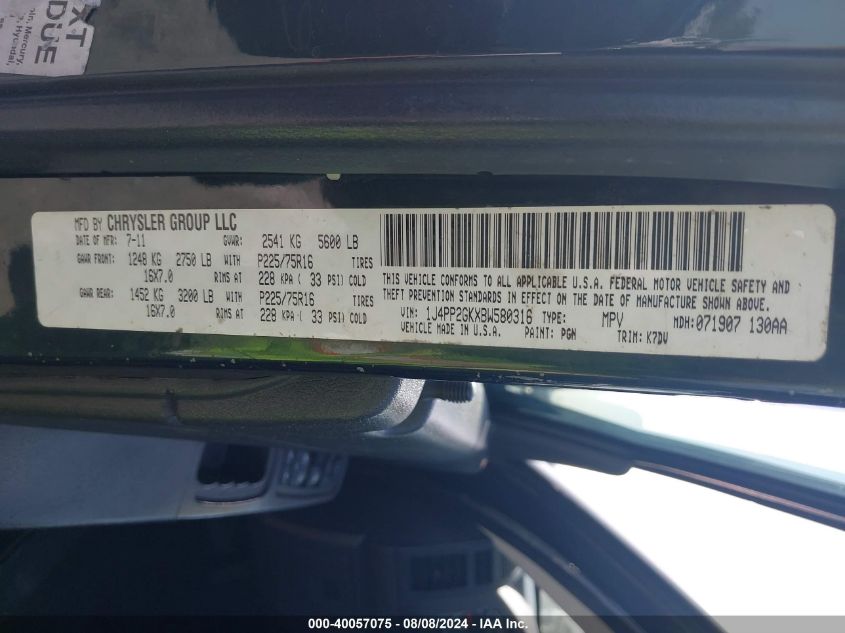 XT
DUE
oln, Mercury,
, Hyundai,
MFD BY CHRYSLER GROUP LLC
DATE OF MFR: 7-11 GVWR: 2541 KG 5600 LB
GAWR FRONT: 1248 KG 2750 LB WITH P225/75R16 TIRES
16X7.0 RIMS AT 228 KPA ( 33 PSI) COLD
GAWR REAR: 1452 KG 3200 LB WITH P225/75R16 TIRES
16X7.0 RIMS AT 228 KPA ( 33 PSI) COLD
THIS VEHICLE CONFORMS TO ALL APPLICABLE U.S.A. FEDERAL MOTOR VEHICLE SAFETY AND
THEFT PREVENTION STANDARDS IN EFFECT ON THE DATE OF MANUFACTURE SHOWN ABOVE.
VIN: 1J4PP2GKXBW580316 TYPE: MPV MDH: 071907 130AA
VEHICLE MADE IN U.S.A. PAINT: PGN TRIM: K7DV
000-40057075 - 08/08/2024 - IAA Inc.